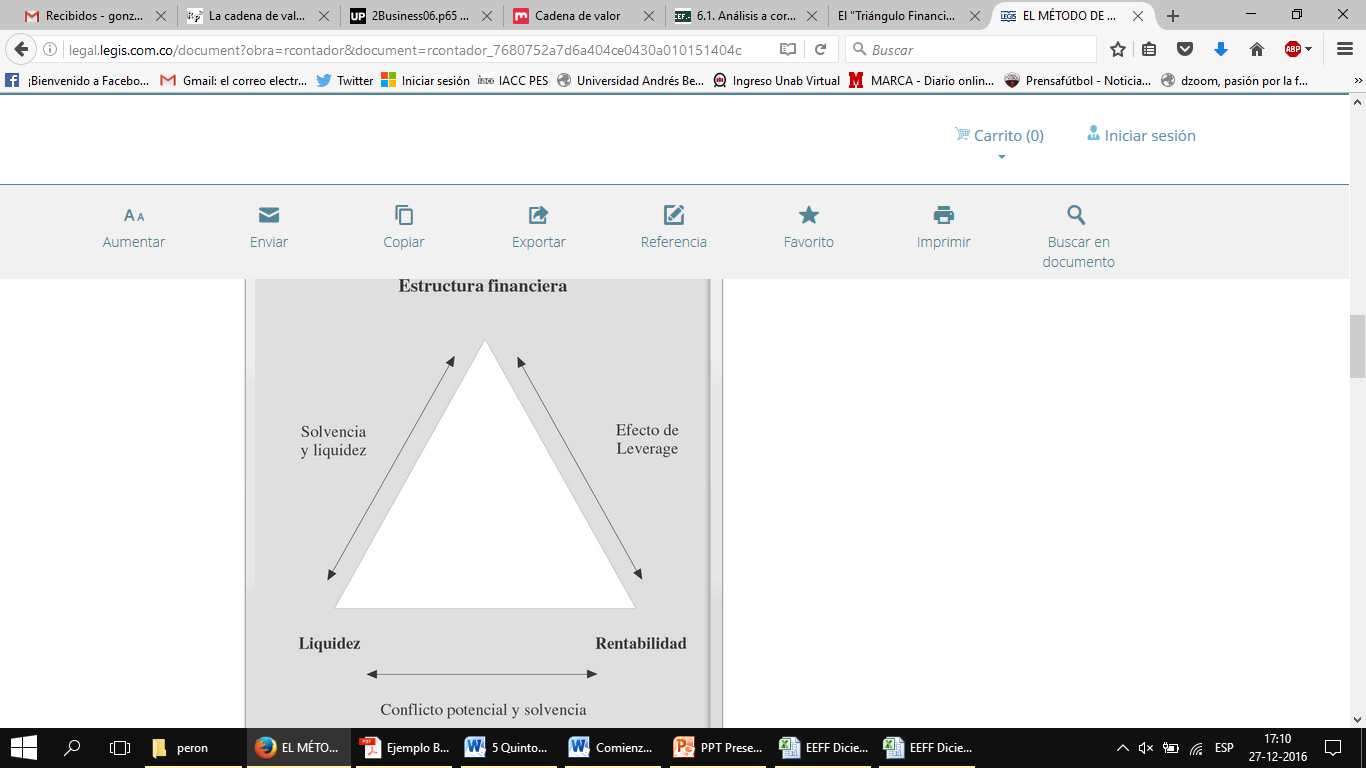 Recibidos - gonz...
La cadena de val...
2Business06.p65 ...
Cadena de valor
6.1. Análisis a cor...
El "Triángulo Financi...
EL MÉTODO DE ...
legal.legis.com.co/document?obra=rcontador&document=rcontador_7680752a7d6a404ce0430a010151404c
Buscar
ABP
¡Bienvenido a Facebo...
Gmail: el correo electr...
Twitter
Iniciar sesión
IACC PES
Universidad Andrés Be...
Ingreso Unab Virtual
MARCA - Diario onlin...
Prensafútbol - Noticia...
dzoom, pasión por la f...
Carrito (0)
Iniciar sesión
Aumentar
Enviar
Copiar
Exportar
Referencia
Favorito
Imprimir
Buscar en
documento
Estructura financiera
Solvencia
y liquidez
Efecto de
Leverage
Liquidez
Rentabilidad
Conflicto potencial y solvencia
peron
EL MÉTO...
Ejemplo B...
5 Quinto...
Comienz...
PPT Prese...
EEFF Dicie...
EEFF Dicie...
ESP
17:10
27-12-2016